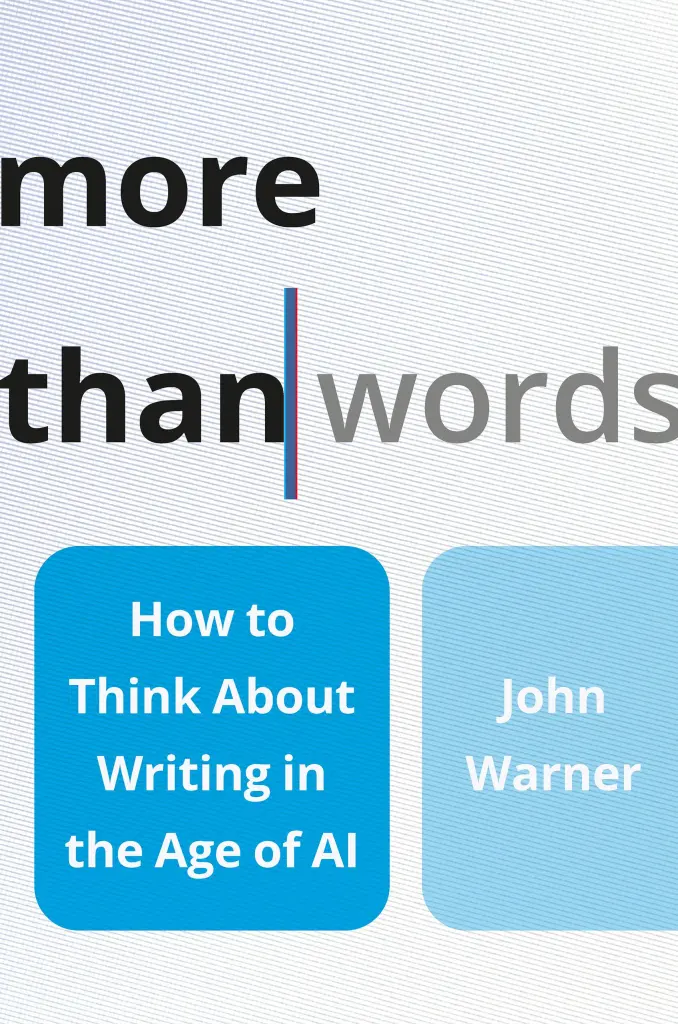 more
than words
How to
Think About
Writing in
the Age of AI
John
Warner